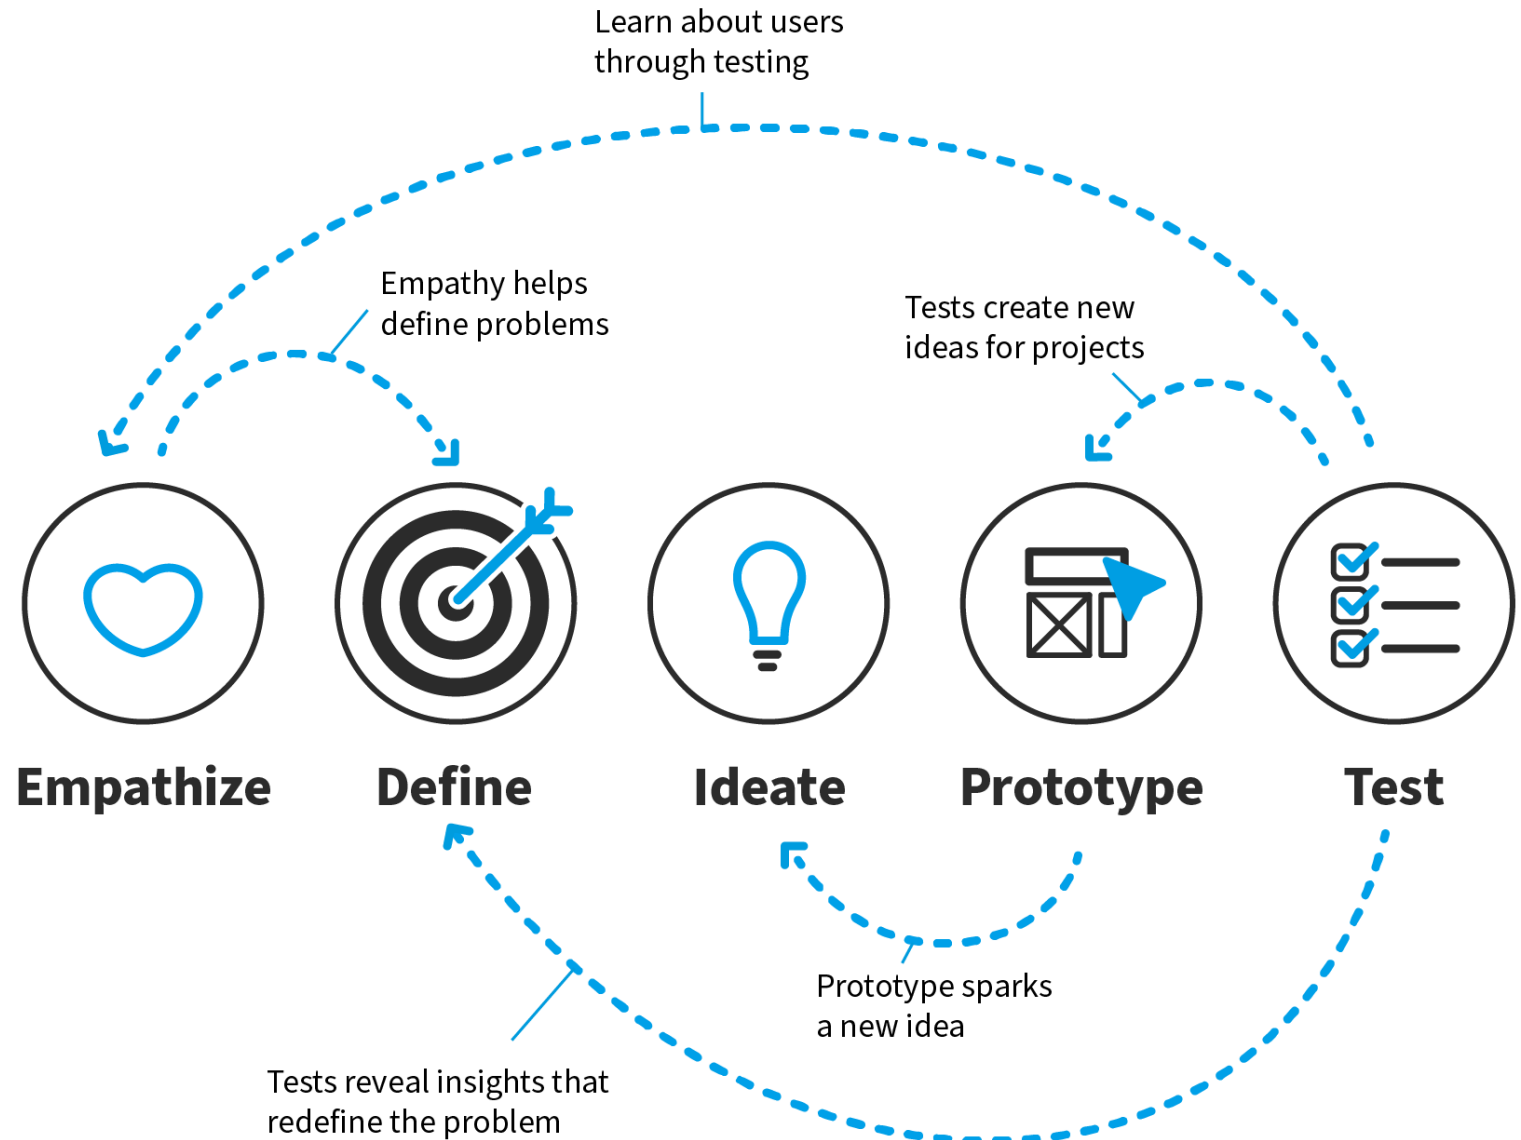 Learn about users
through testing
Empathy helps
define problems
Tests create new
ideas for projects
Empathize
Define
Ideate
Prototype
Test
Prototype sparks
a new idea
Tests reveal insights that
redefine the problem